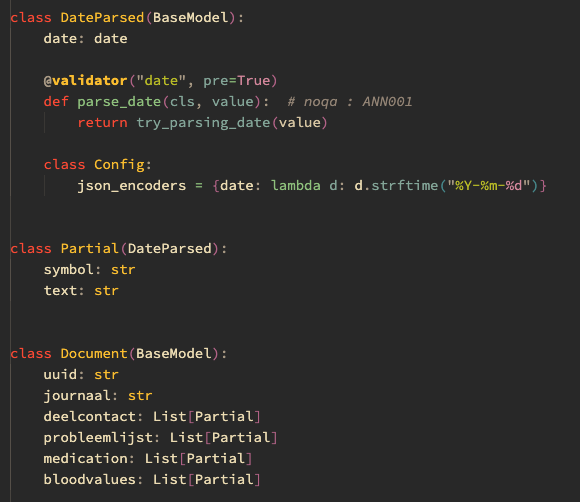 class DateParsed(BaseModel):
    date: date

    @validator("date", pre=True)
    def parse_date(cls, value):  # noqa : ANN001
        return try_parsing_date(value)

    class Config:
        json_encoders = {date: lambda d: d.strftime("%Y-%m-%d")}


class Partial(DateParsed):
    symbol: str
    text: str


class Document(BaseModel):
    uuid: str
    journaal: str
    deelcontact: List[Partial]
    probleemlijst: List[Partial]
    medication: List[Partial]
    bloodvalues: List[Partial]